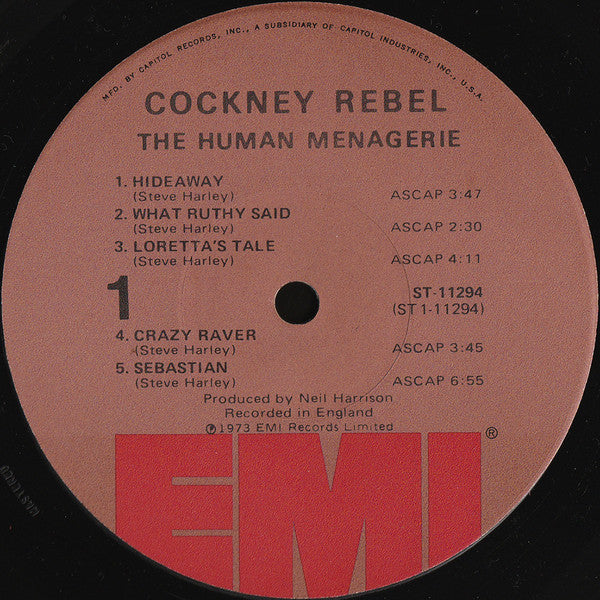 MFD. BY CAPITOL RECORDS, INC., A SUBSIDIARY OF CAPITOL INDUSTRIES, INC., U.S.A.
COCKNEY REBEL
THE HUMAN MENAGERIE
1. HIDEAWAY
(Steve Harley) ASCAP 3:47
2. WHAT RUTHY SAID
(Steve Harley) ASCAP 2:30
3. LORETTA'S TALE
(Steve Harley) ASCAP 4:11
1 ST-11294
(ST 1-11294)
4. CRAZY RAVER
(Steve Harley) ASCAP 3:45
5. SEBASTIAN
(Steve Harley) ASCAP 6:55
Produced by Neil Harrison
Recorded in England
℗1973 EMI Records Limited
EMI®